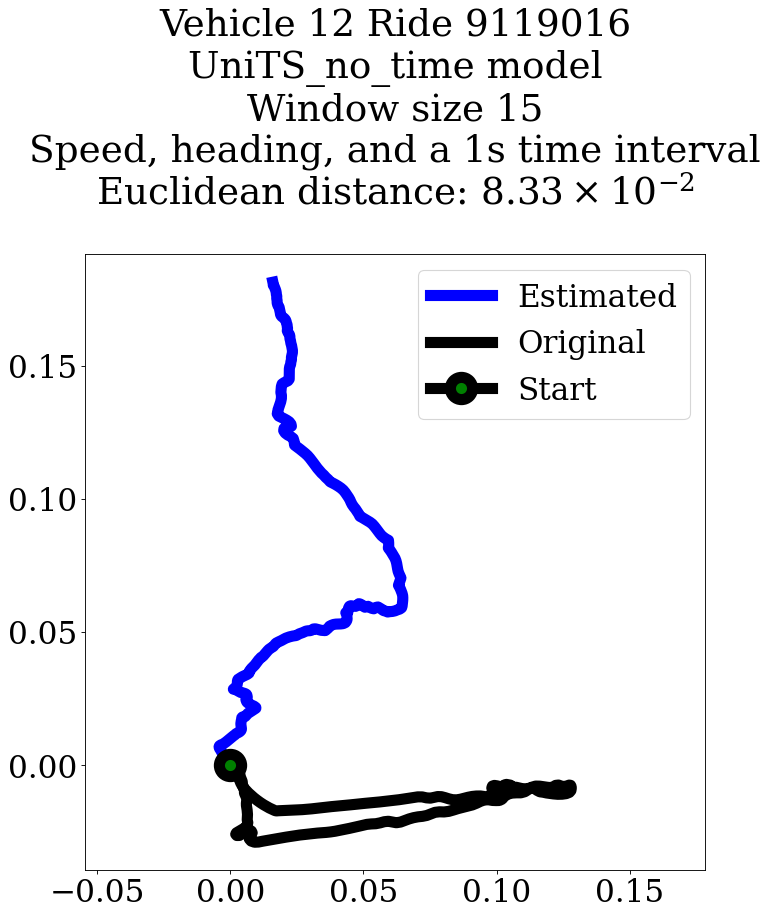 Vehicle 12 Ride 9119016
UniTS_no_time model
Window size 15
Speed, heading, and a 1s time interval
Euclidean distance: 8.33 × 10⁻²
Estimated
Original
Start
0.15
0.10
0.05
0.00
−0.05 0.00 0.05 0.10 0.15